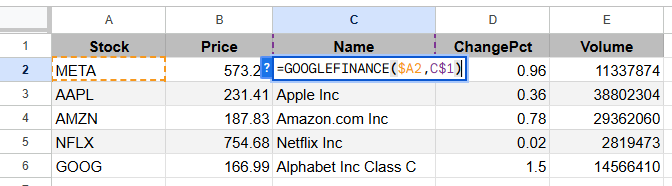 A B C D E
1 Stock Price Name ChangePct Volume
2 META 573.2 ? =GOOGLEFINANCE($A2,C$1) 0.96 11337874
3 AAPL 231.41 Apple Inc 0.36 38802304
4 AMZN 187.83 Amazon.com Inc 0.78 29362060
5 NFLX 754.68 Netflix Inc 0.02 2819473
6 GOOG 166.99 Alphabet Inc Class C 1.5 14566410